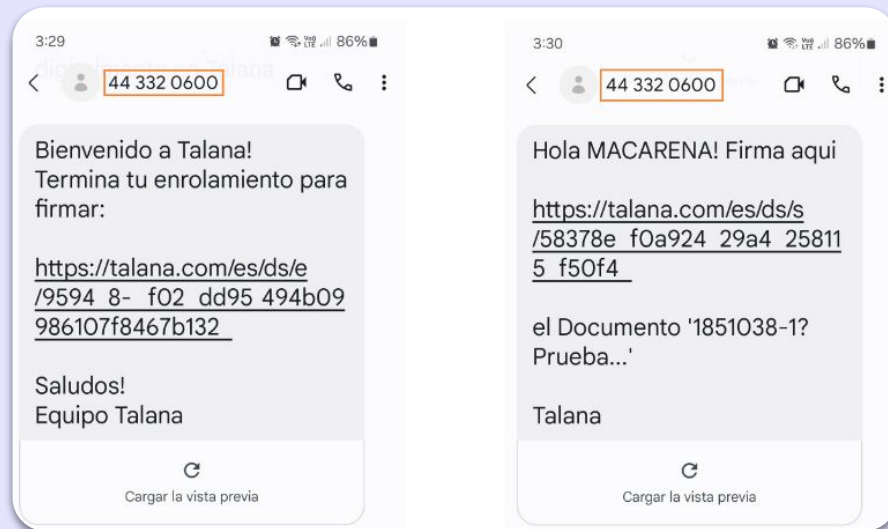 3:29
86%
44 332 0600
Bienvenido a Talana!
Termina tu enrolamiento para
firmar:
https://talana.com/es/ds/e
/9594 8- f02 dd95 494b09
986107f8467b132
Saludos!
Equipo Talana
Cargar la vista previa
3:30
86%
44 332 0600
Hola MACARENA! Firma aqui
https://talana.com/es/ds/s
/58378e f0a924 29a4 25811
5 f50f4
el Documento '1851038-1?
Prueba...'
Talana
Cargar la vista previa